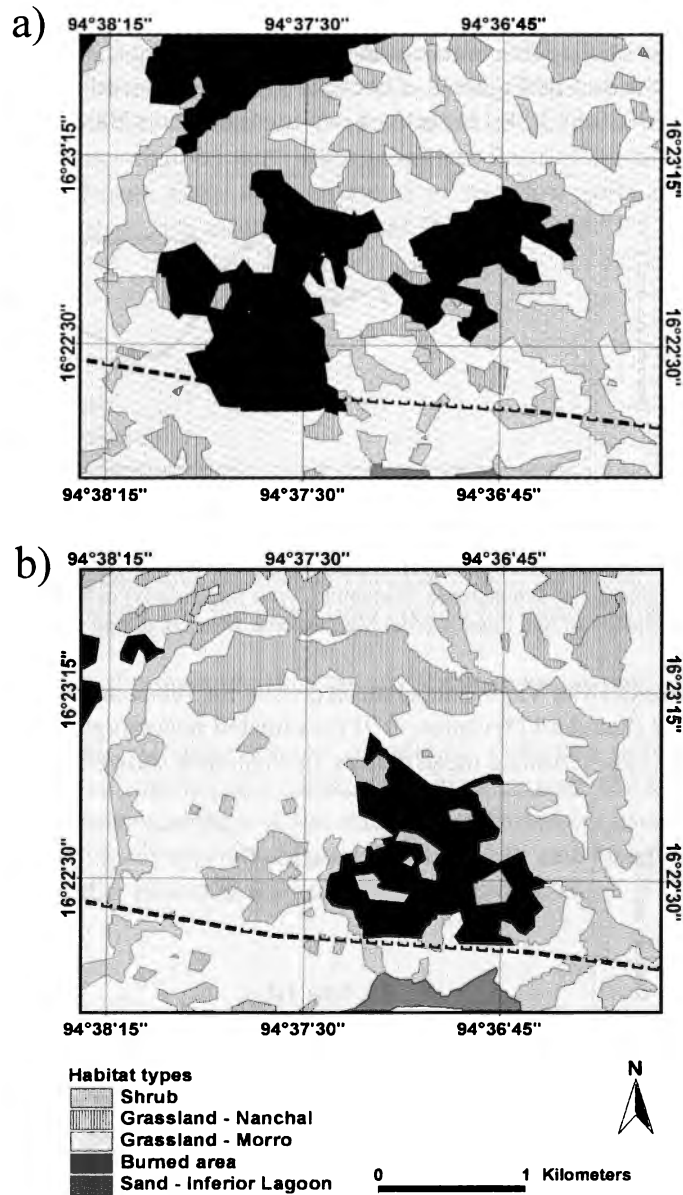 a)
94°38'15" 94°37'30" 94°36'45"
16°23'15" 16°23'15"
16°22'30" 16°22'30"
94°38'15" 94°37'30" 94°36'45"
b)
94°38'15" 94°37'30" 94°36'45"
16°23'15" 16°23'15"
16°22'30" 16°22'30"
94°38'15" 94°37'30" 94°36'45"
Habitat types
Shrub
Grassland - Nanchal
Grassland - Morro
Burned area
Sand - Inferior Lagoon
N
0 1 Kilometers